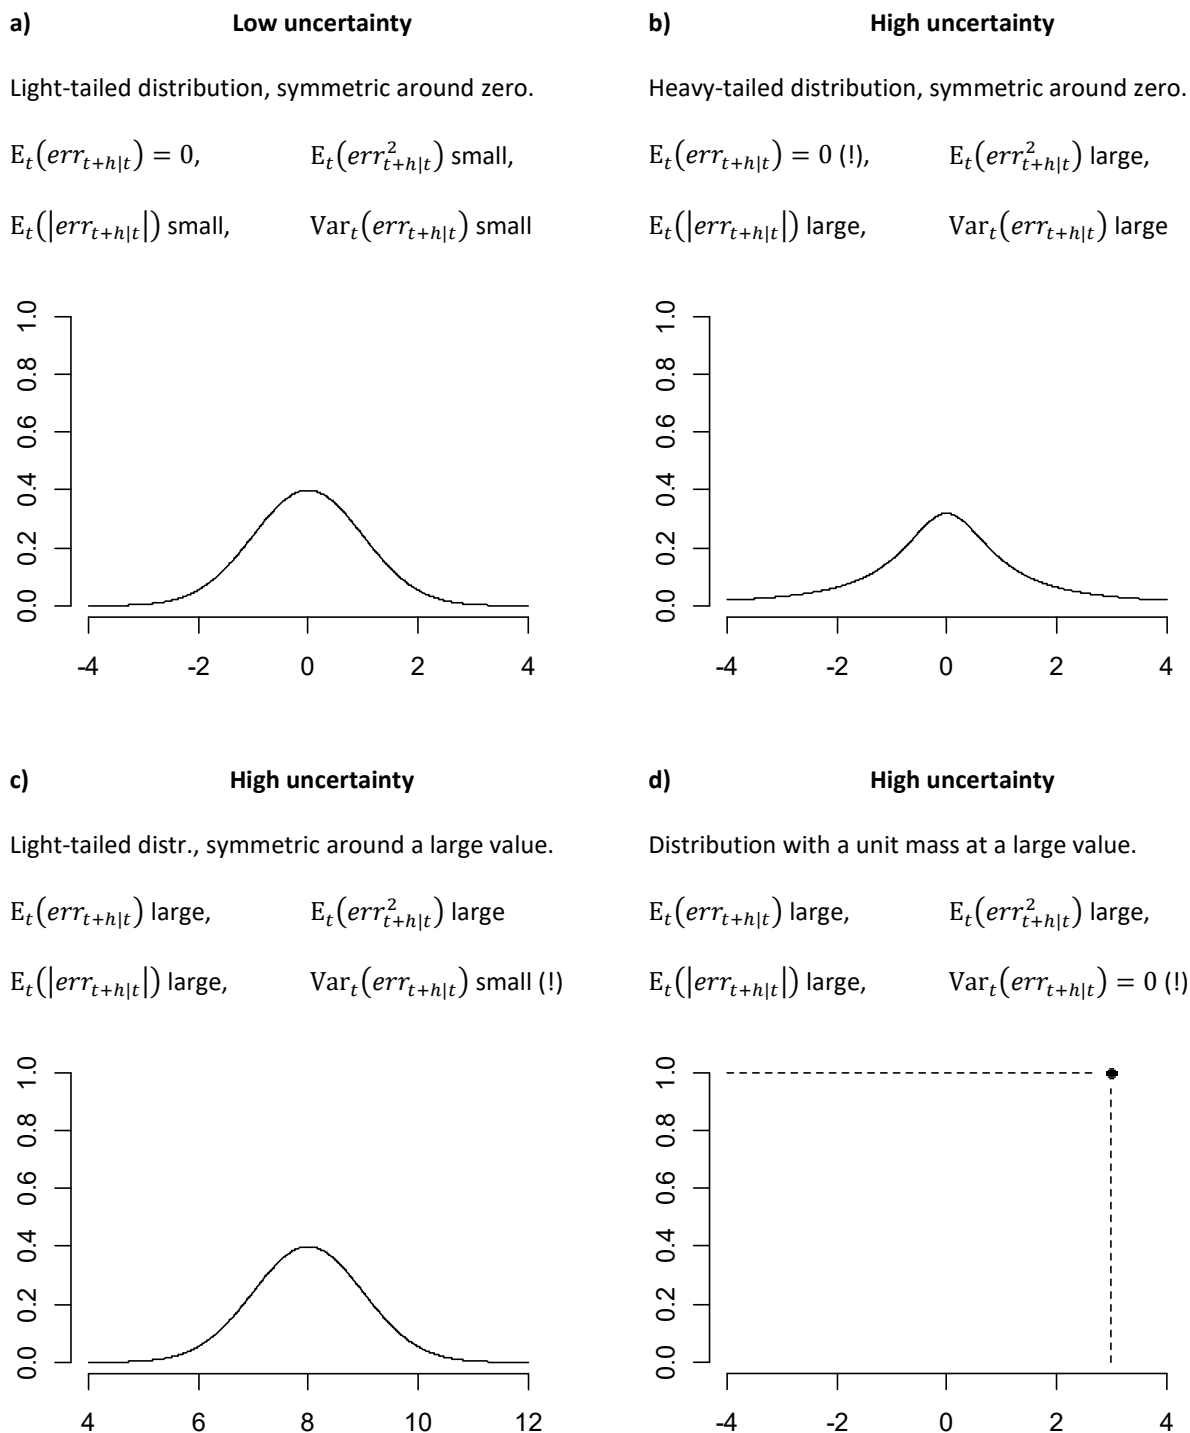 a) Low uncertainty
Light-tailed distribution, symmetric around zero.
E_t(err_{t+h|t}) = 0, E_t(err²_{t+h|t}) small,
E_t(|err_{t+h|t}|) small, Var_t(err_{t+h|t}) small
1.0
0.8
0.6
0.4
0.2
0.0
-4 -2 0 2 4
b) High uncertainty
Heavy-tailed distribution, symmetric around zero.
E_t(err_{t+h|t}) = 0 (!), E_t(err²_{t+h|t}) large,
E_t(|err_{t+h|t}|) large, Var_t(err_{t+h|t}) large
1.0
0.8
0.6
0.4
0.2
0.0
-4 -2 0 2 4
c) High uncertainty
Light-tailed distr., symmetric around a large value.
E_t(err_{t+h|t}) large, E_t(err²_{t+h|t}) large
E_t(|err_{t+h|t}|) large, Var_t(err_{t+h|t}) small (!)
1.0
0.8
0.6
0.4
0.2
0.0
4 6 8 10 12
d) High uncertainty
Distribution with a unit mass at a large value.
E_t(err_{t+h|t}) large, E_t(err²_{t+h|t}) large,
E_t(|err_{t+h|t}|) large, Var_t(err_{t+h|t}) = 0 (!)
1.0
0.8
0.6
0.4
0.2
0.0
-4 -2 0 2 4